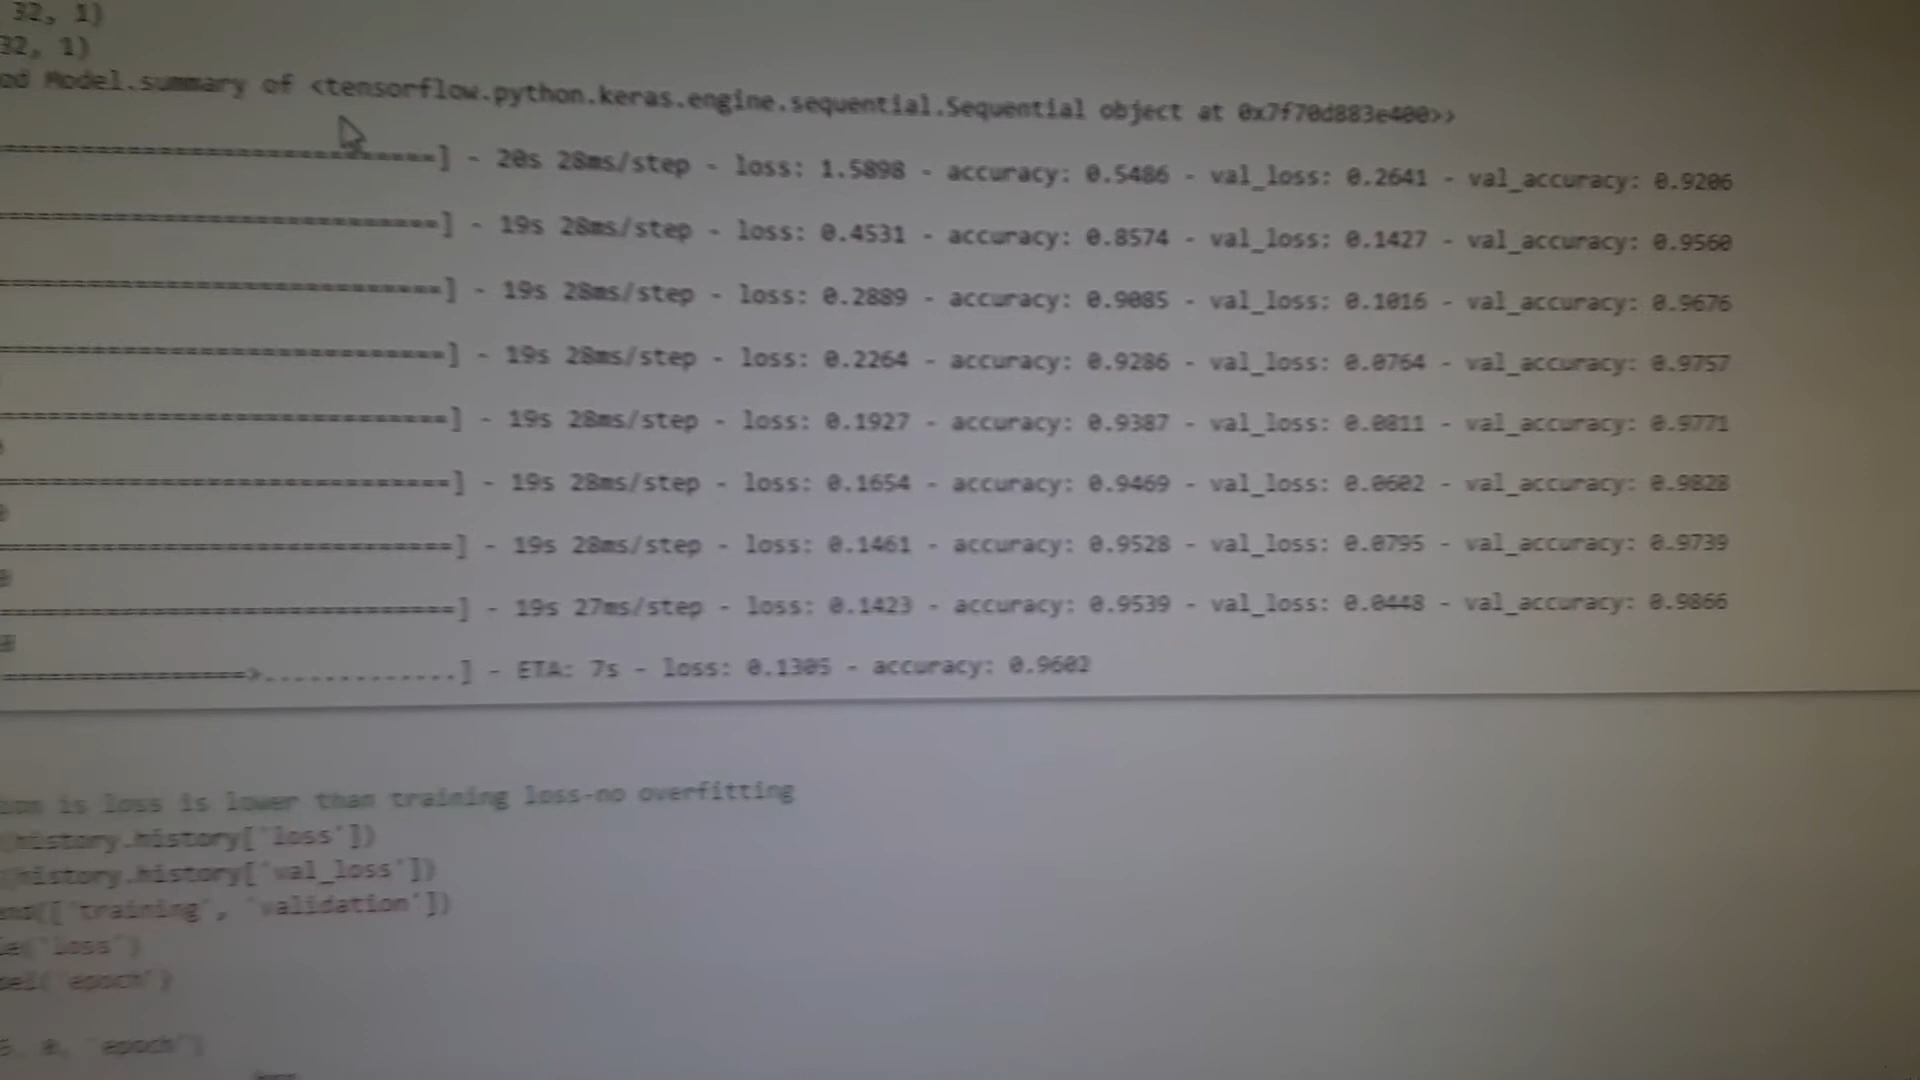 32, 1)
32, 1)
od Model.summary of <tensorflow.python.keras.engine.sequential.Sequential object at 0x7f70d883e400>>
==============================] - 20s 28ms/step - loss: 1.5898 - accuracy: 0.5486 - val_loss: 0.2641 - val_accuracy: 0.9206
==============================] - 19s 28ms/step - loss: 0.4531 - accuracy: 0.8574 - val_loss: 0.1427 - val_accuracy: 0.9560
==============================] - 19s 28ms/step - loss: 0.2889 - accuracy: 0.9085 - val_loss: 0.1016 - val_accuracy: 0.9676
==============================] - 19s 28ms/step - loss: 0.2264 - accuracy: 0.9286 - val_loss: 0.0764 - val_accuracy: 0.9757
==============================] - 19s 28ms/step - loss: 0.1927 - accuracy: 0.9387 - val_loss: 0.0811 - val_accuracy: 0.9771
==============================] - 19s 28ms/step - loss: 0.1654 - accuracy: 0.9469 - val_loss: 0.0602 - val_accuracy: 0.9828
==============================] - 19s 28ms/step - loss: 0.1461 - accuracy: 0.9528 - val_loss: 0.0795 - val_accuracy: 0.9739
==============================] - 19s 27ms/step - loss: 0.1423 - accuracy: 0.9539 - val_loss: 0.0448 - val_accuracy: 0.9866
=================>.............] - ETA: 7s - loss: 0.1305 - accuracy: 0.9602
is loss is lower than training loss-no overfitting
(history.history['loss'])
(history.history['val_loss'])
end(['training', 'validation'])
le('loss')
bel('epoch')
'epoch')